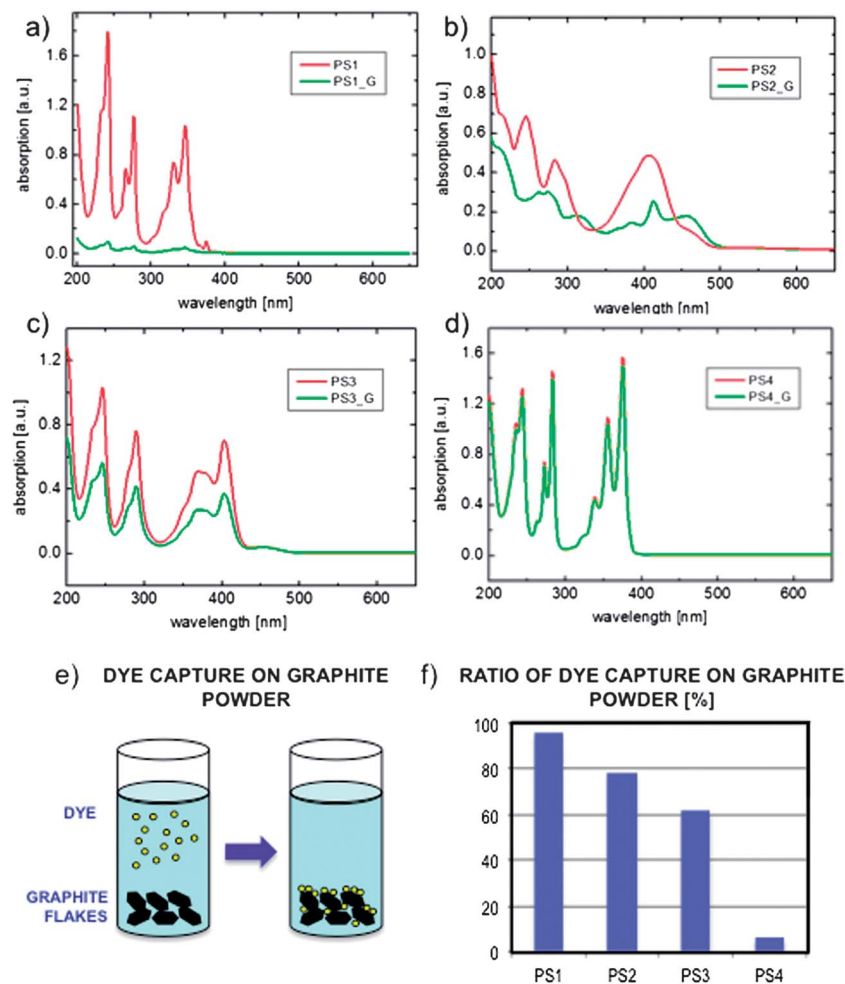 a)
PS1
PS1_G
absorption [a.u.]
1.6
1.2
0.8
0.4
0.0
200 300 400 500 600
wavelength [nm]
b)
PS2
PS2_G
absorption [a.u.]
1.0
0.8
0.6
0.4
0.2
0.0
200 300 400 500 600
wavelength [nm]
c)
PS3
PS3_G
absorption [a.u.]
1.2
0.8
0.4
0.0
200 300 400 500 600
wavelength [nm]
d)
PS4
PS4_G
absorption [a.u.]
1.6
1.2
0.8
0.4
0.0
200 300 400 500 600
wavelength [nm]
e) DYE CAPTURE ON GRAPHITE
POWDER
DYE
GRAPHITE
FLAKES
f) RATIO OF DYE CAPTURE ON GRAPHITE
POWDER [%]
100
80
60
40
20
0
PS1 PS2 PS3 PS4